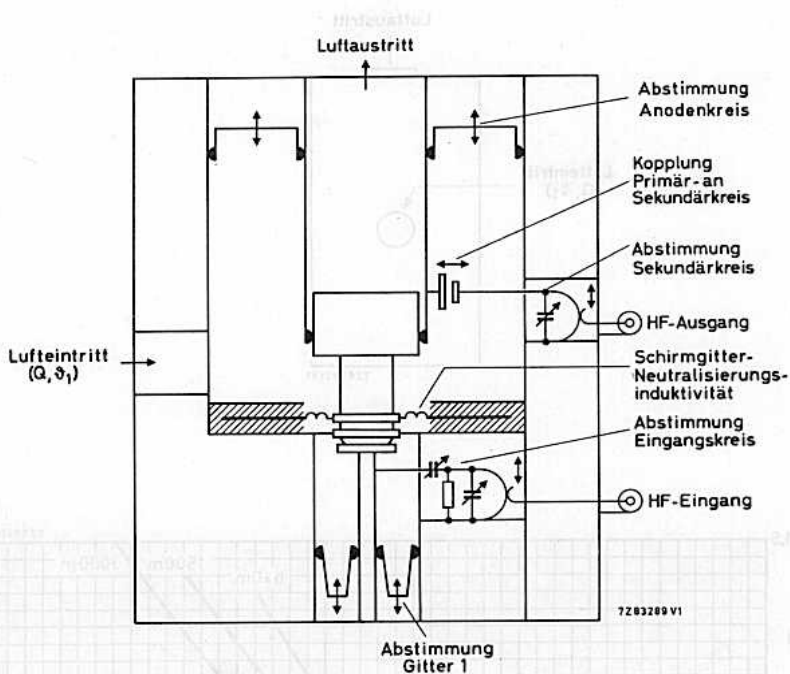 Luftaustritt
Abstimmung
Anodenkreis
Kopplung
Primär-an
Sekundärkreis
Abstimmung
Sekundärkreis
HF-Ausgang
Lufteintritt
(Q, ϑ₁)
Schirmgitter-
Neutralisierungs-
induktivität
Abstimmung
Eingangskreis
HF-Eingang
7Z83289 V1
Abstimmung
Gitter 1